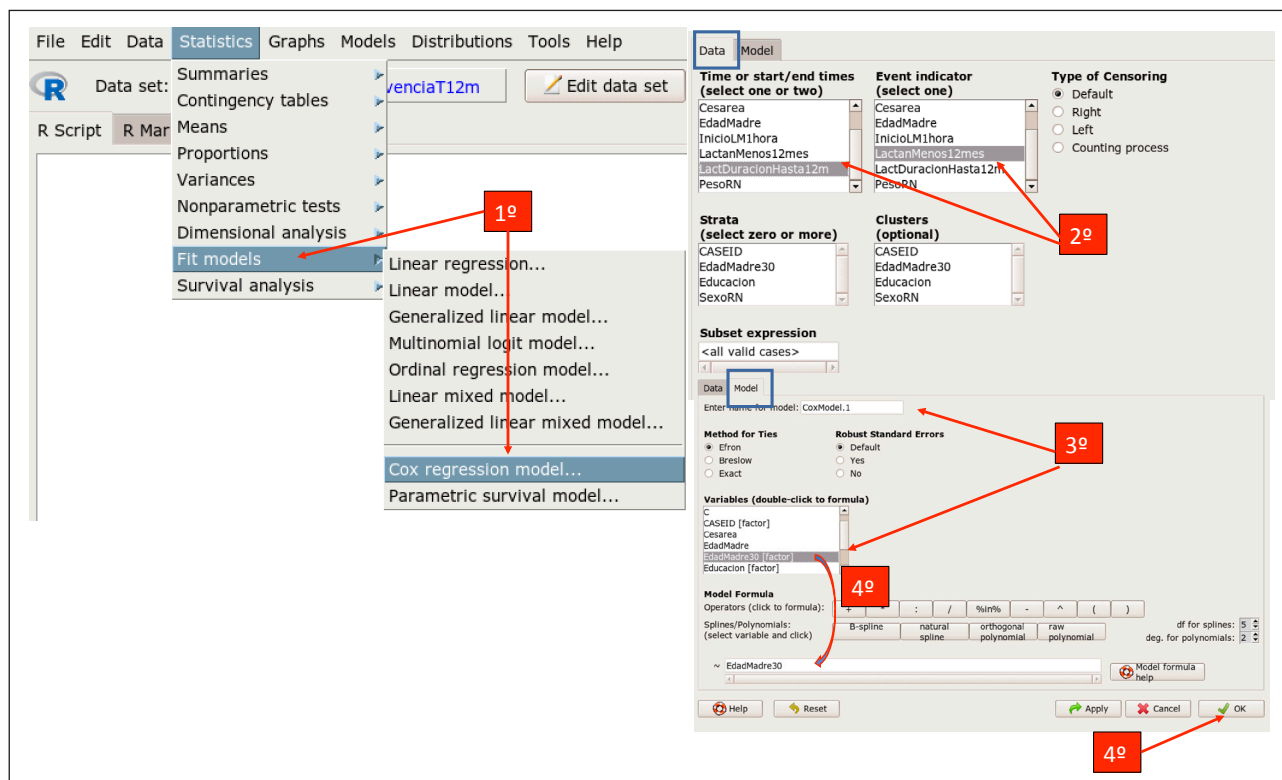 File Edit Data Statistics Graphs Models Distributions Tools Help
R Data set: venciaT12m Edit data set
R Script R Mar
Summaries
Contingency tables
Means
Proportions
Variances
Nonparametric tests
Dimensional analysis
Fit models
Survival analysis
1º
Linear regression...
Linear model...
Generalized linear model...
Multinomial logit model...
Ordinal regression model...
Linear mixed model...
Generalized linear mixed model...
Cox regression model...
Parametric survival model...
Data Model
Time or start/end times
(select one or two)
Cesarea
EdadMadre
InicioLM1hora
LactanMenos12mes
LactDuracionHasta12m
PesoRN
Event indicator
(select one)
Cesarea
EdadMadre
InicioLM1hora
LactanMenos12mes
LactDuracionHasta12m
PesoRN
Type of Censoring
Default
Right
Left
Counting process
2º
Strata
(select zero or more)
CASEID
EdadMadre30
Educacion
SexoRN
Clusters
(optional)
CASEID
EdadMadre30
Educacion
SexoRN
Subset expression
<all valid cases>
Data Model
Enter name for model: CoxModel.1
3º
Method for Ties
Efron
Breslow
Exact
Robust Standard Errors
Default
Yes
No
Variables (double-click to formula)
C
CASEID [factor]
Cesarea
EdadMadre
EdadMadre30 [factor]
Educacion [factor]
4º
Model Formula
Operators (click to formula): + * : / %in% - ^ ( )
Splines/Polynomials:
(select variable and click)
B-spline
natural
spline
orthogonal
polynomial
raw
polynomial
df for splines: 5
deg. for polynomials: 2
~ EdadMadre30
Model formula
help
Help Reset Apply Cancel OK
4º